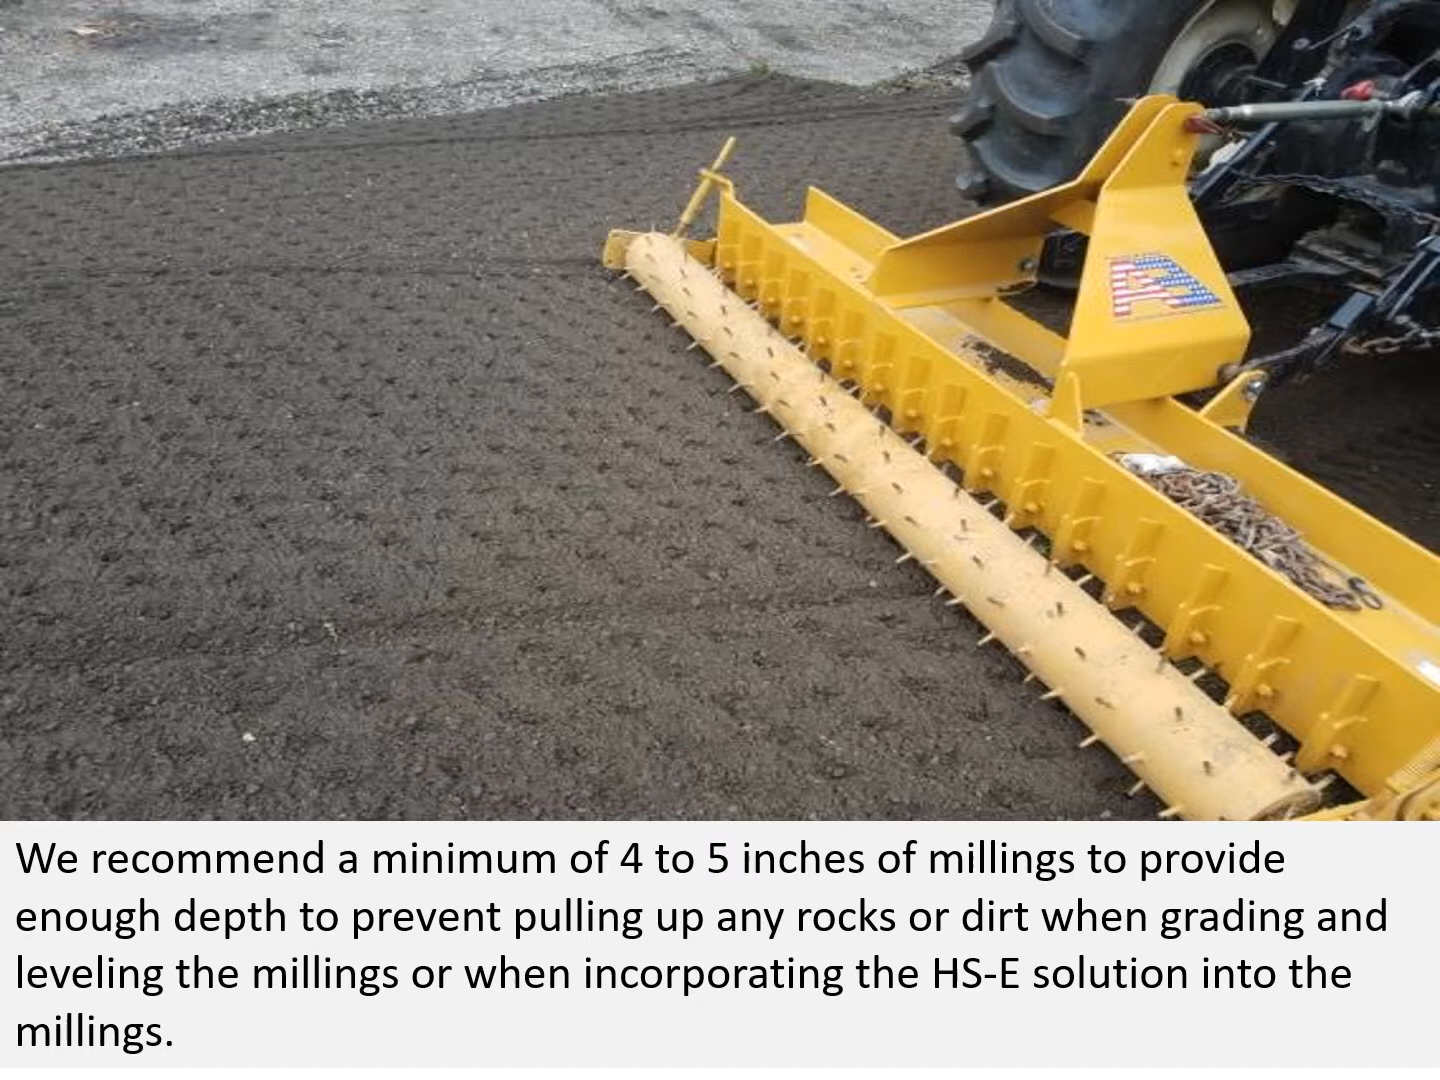 We recommend a minimum of 4 to 5 inches of millings to provide
enough depth to prevent pulling up any rocks or dirt when grading and
leveling the millings or when incorporating the HS-E solution into the
millings.